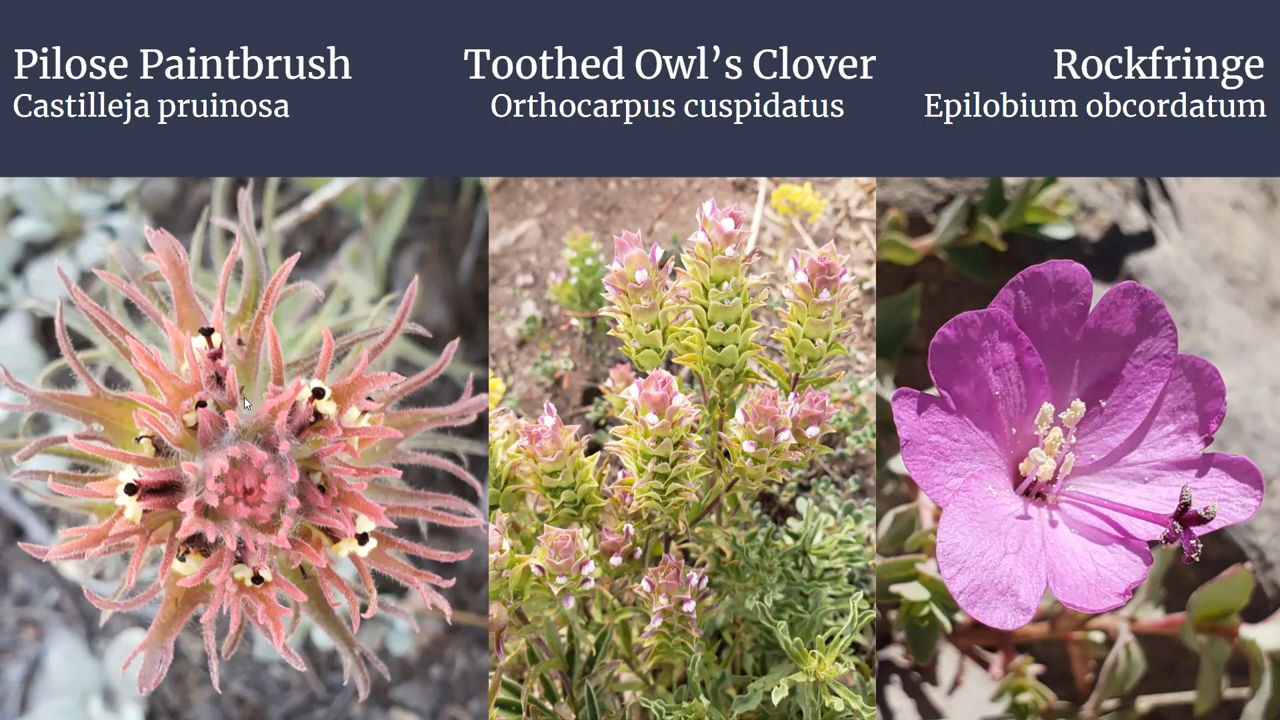 Pilose Paintbrush
Castilleja pruinosa
Toothed Owl’s Clover
Orthocarpus cuspidatus
Rockfringe
Epilobium obcordatum